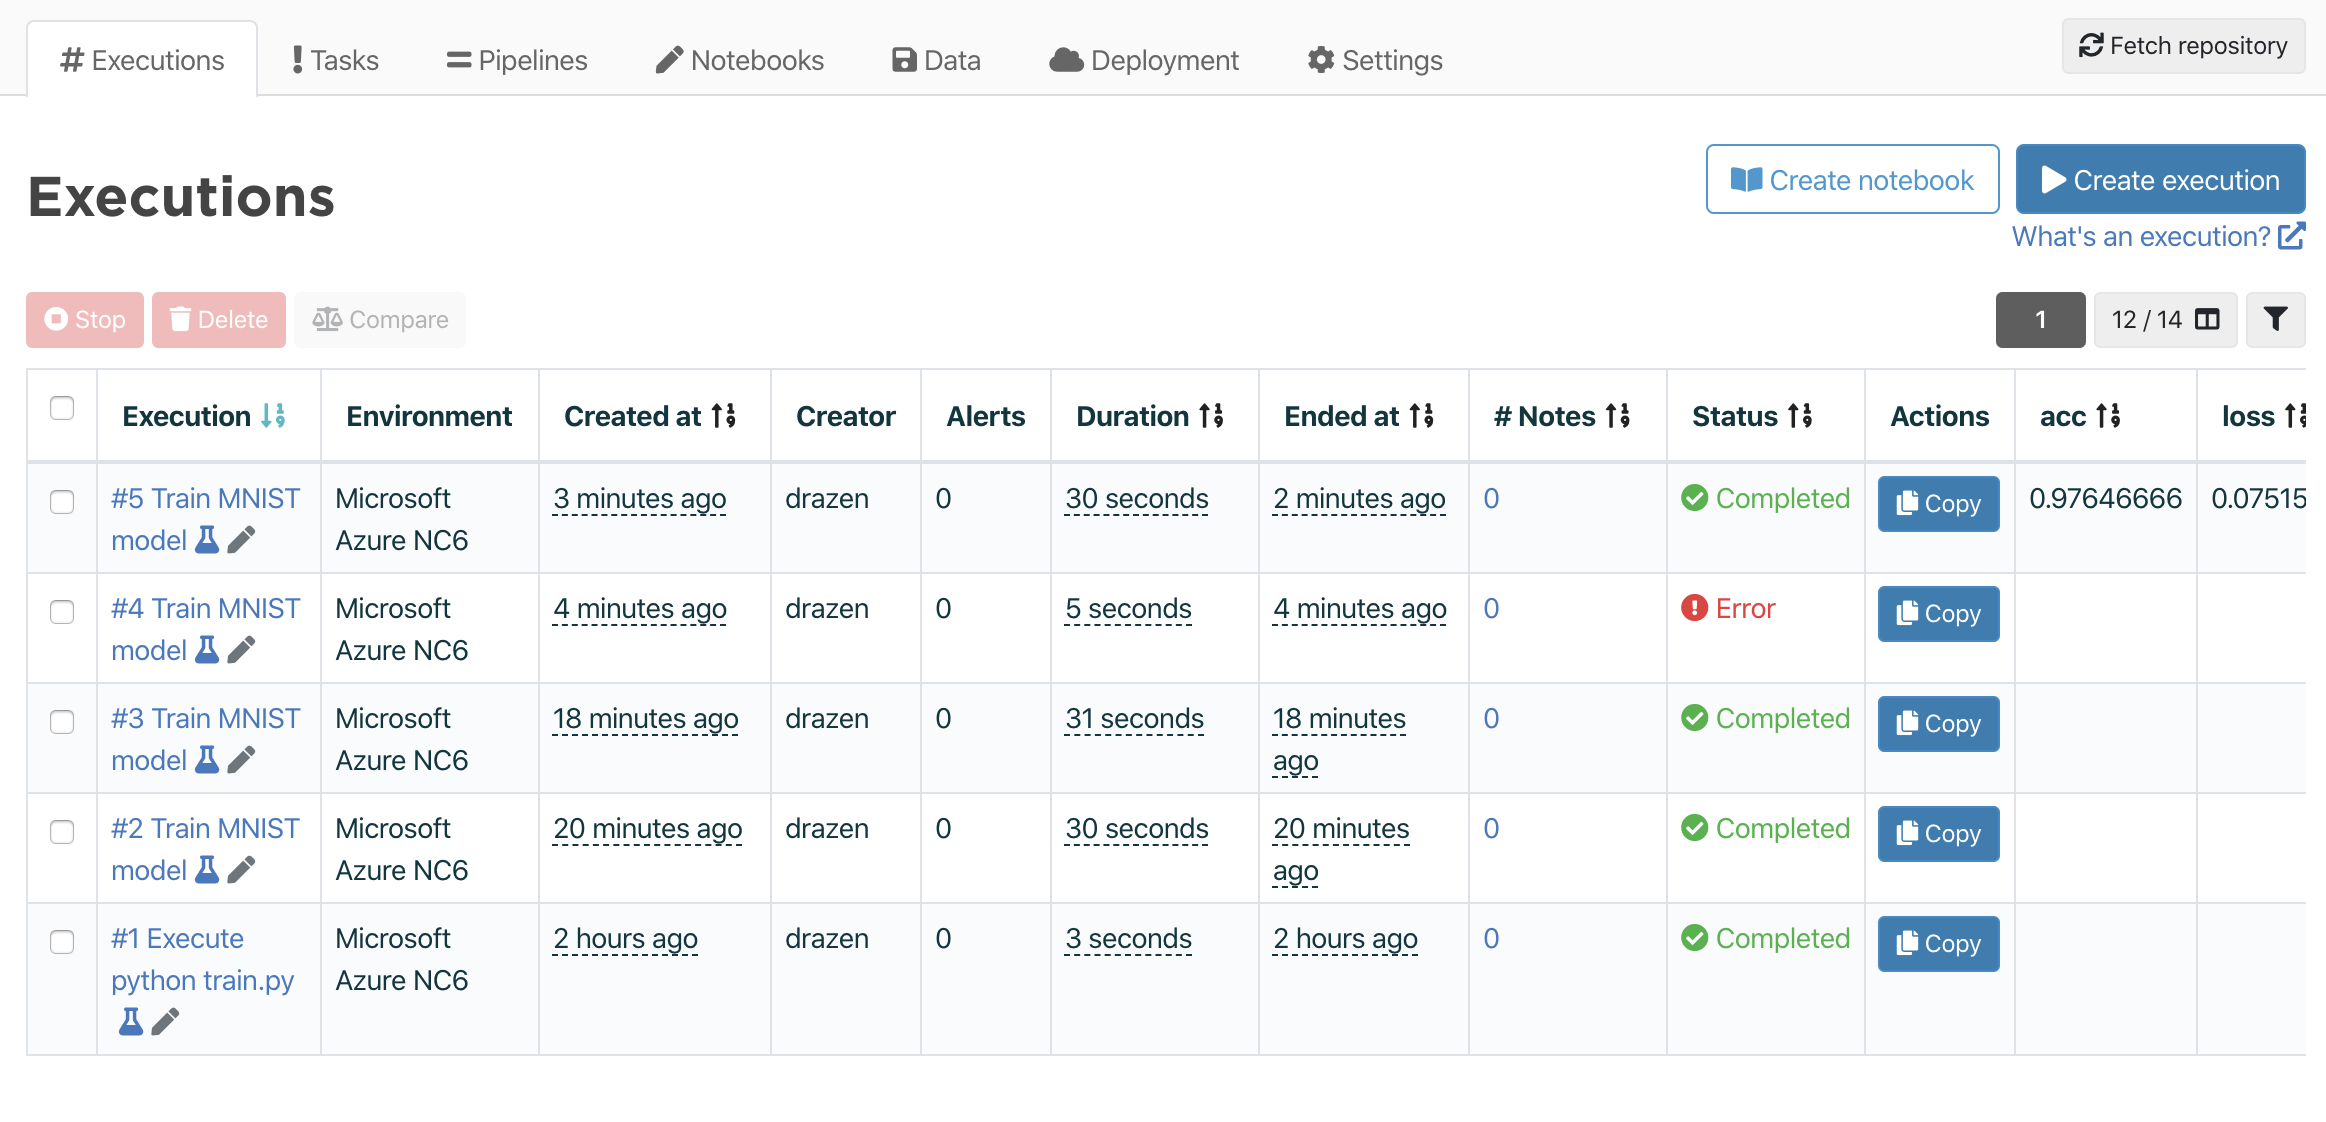 Executions Tasks Pipelines Notebooks Data Deployment Settings Fetch repository
Executions
Create notebook Create execution
What's an execution?
Stop Delete Compare 1 12 / 14
Execution Environment Created at Creator Alerts Duration Ended at # Notes Status Actions acc loss
#5 Train MNIST Microsoft 3 minutes ago drazen 0 30 seconds 2 minutes ago 0 Completed Copy 0.97646666 0.07515
model Azure NC6
#4 Train MNIST Microsoft 4 minutes ago drazen 0 5 seconds 4 minutes ago 0 Error Copy
model Azure NC6
#3 Train MNIST Microsoft 18 minutes ago drazen 0 31 seconds 18 minutes 0 Completed Copy
model Azure NC6 ago
#2 Train MNIST Microsoft 20 minutes ago drazen 0 30 seconds 20 minutes 0 Completed Copy
model Azure NC6 ago
#1 Execute Microsoft 2 hours ago drazen 0 3 seconds 2 hours ago 0 Completed Copy
python train.py Azure NC6